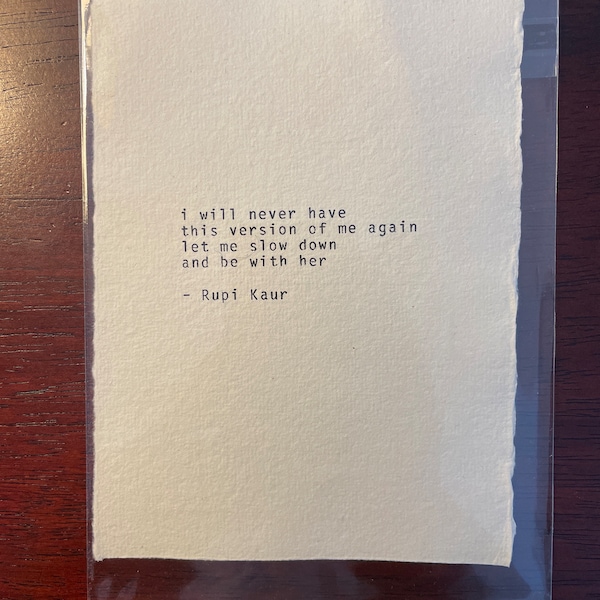 i will never have
this version of me again
let me slow down
and be with her
- Rupi Kaur